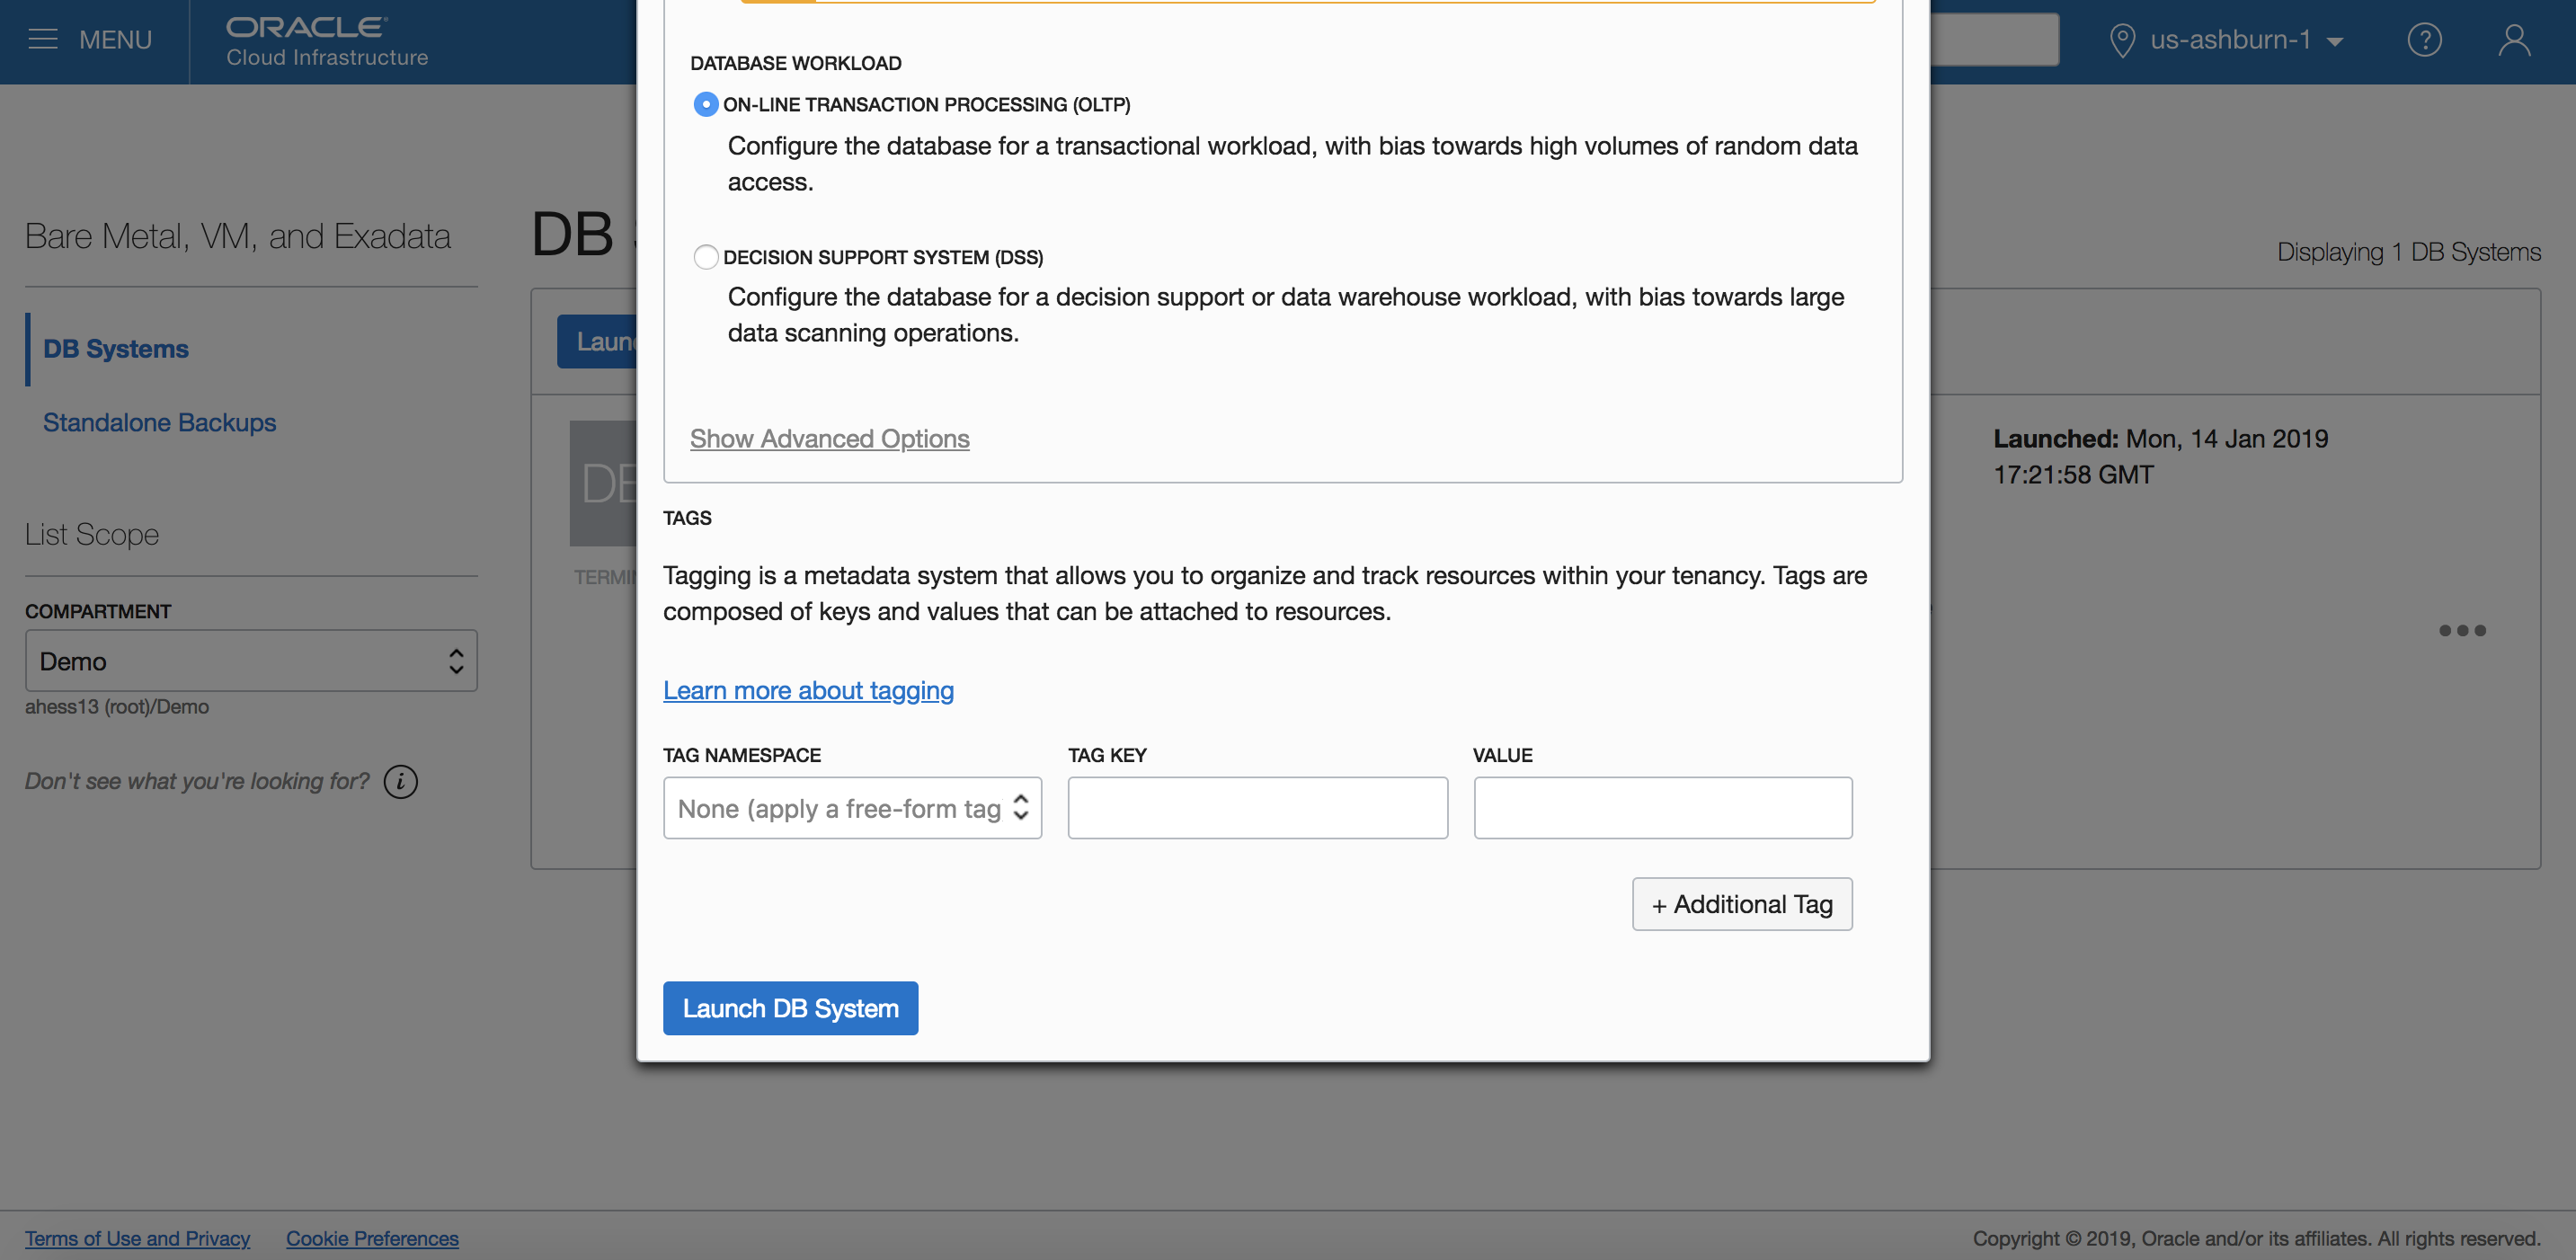 MENU
ORACLE
Cloud Infrastructure
us-ashburn-1
Bare Metal, VM, and Exadata
DB Systems
Standalone Backups
List Scope
COMPARTMENT
Demo
ahess13 (root)/Demo
Don't see what you're looking for?
DB
Displaying 1 DB Systems
Launched: Mon, 14 Jan 2019
17:21:58 GMT
DATABASE WORKLOAD
ON-LINE TRANSACTION PROCESSING (OLTP)
Configure the database for a transactional workload, with bias towards high volumes of random data
access.
DECISION SUPPORT SYSTEM (DSS)
Configure the database for a decision support or data warehouse workload, with bias towards large
data scanning operations.
Show Advanced Options
TAGS
Tagging is a metadata system that allows you to organize and track resources within your tenancy. Tags are
composed of keys and values that can be attached to resources.
Learn more about tagging
TAG NAMESPACE
TAG KEY
VALUE
None (apply a free-form tag
+ Additional Tag
Launch DB System
Terms of Use and Privacy
Cookie Preferences
Copyright © 2019, Oracle and/or its affiliates. All rights reserved.